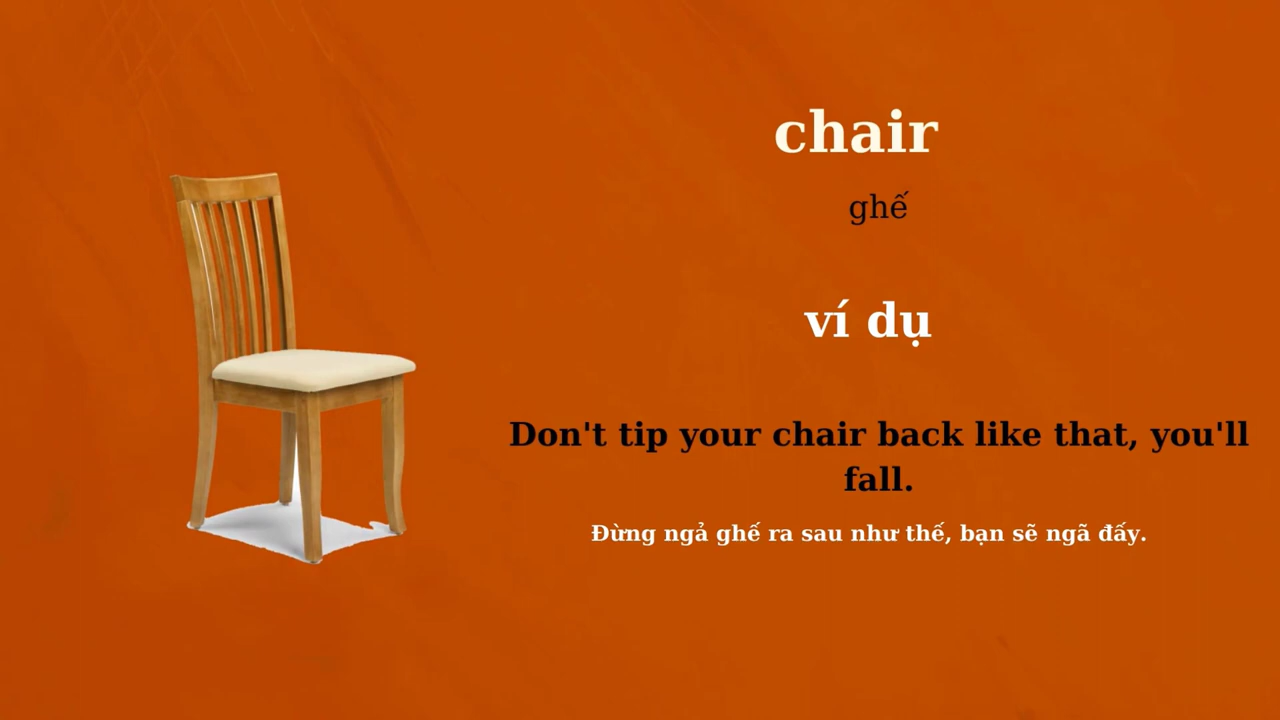 chair
ghế
ví dụ
Don't tip your chair back like that, you'll
fall.
Đừng ngả ghế ra sau như thế, bạn sẽ ngã đấy.